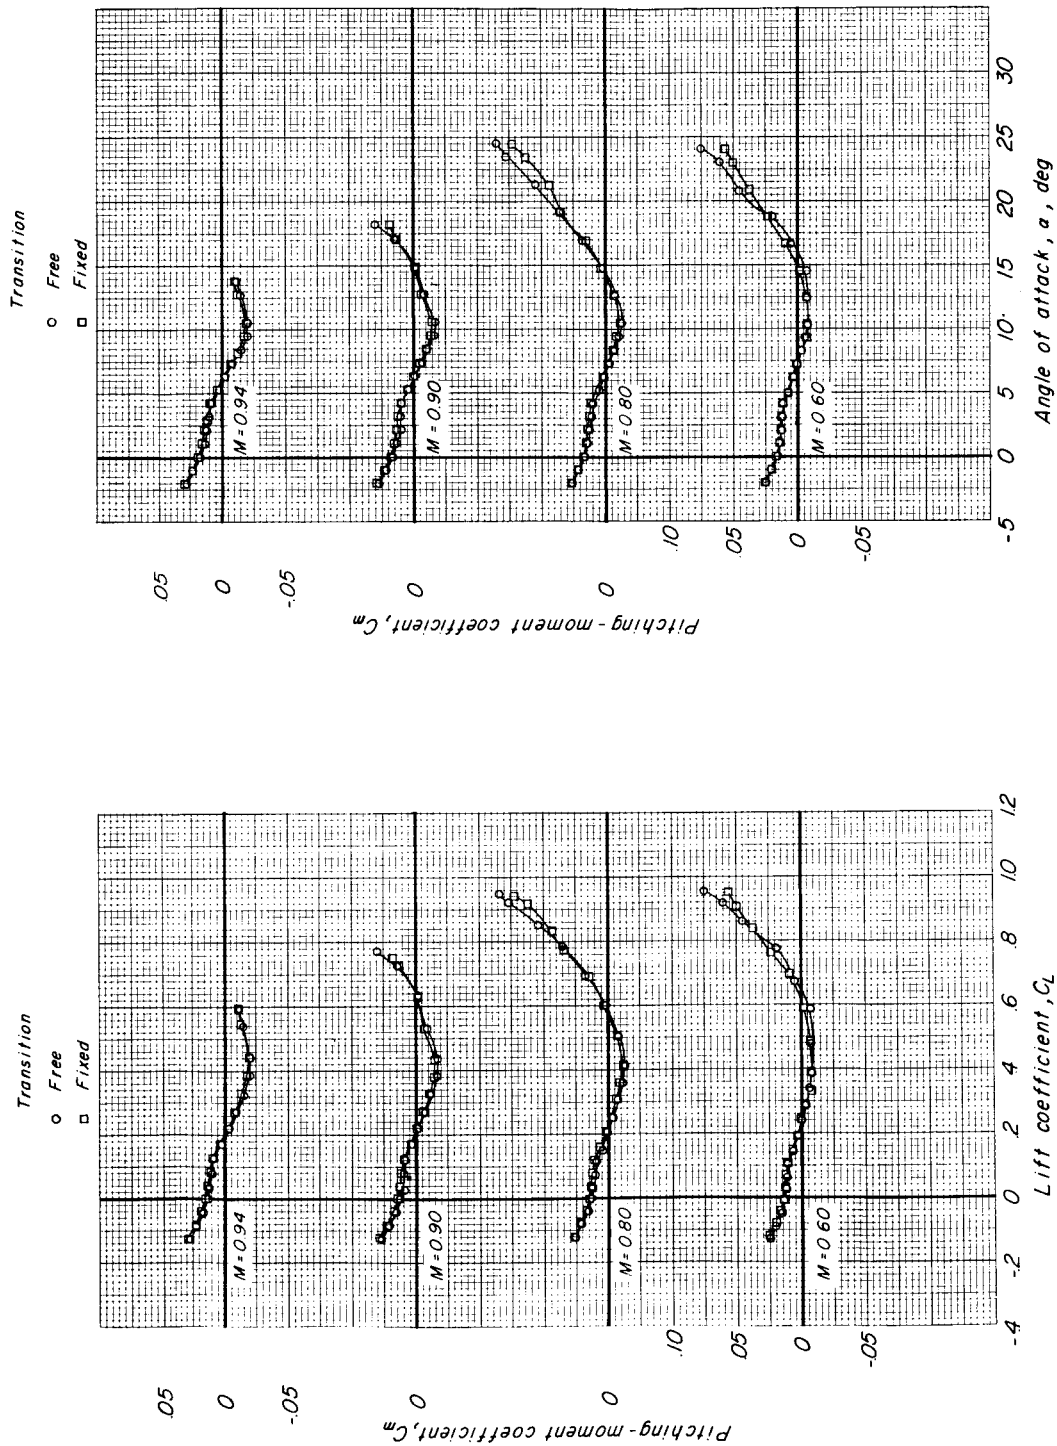 Transition
○ Free
□ Fixed
.05
0
-.05
0
0
.10
.05
0
-.05
Pitching-moment coefficient, Cm
M = 0.94
M = 0.90
M = 0.80
M = 0.60
-.4
-.2
0
.2
.4
.6
.8
1.0
1.2
Lift coefficient, CL
Transition
○ Free
□ Fixed
.05
0
-.05
0
0
.10
.05
0
-.05
Pitching-moment coefficient, Cm
M = 0.94
M = 0.90
M = 0.80
M = 0.60
-5
0
5
10
15
20
25
30
Angle of attack, α, deg